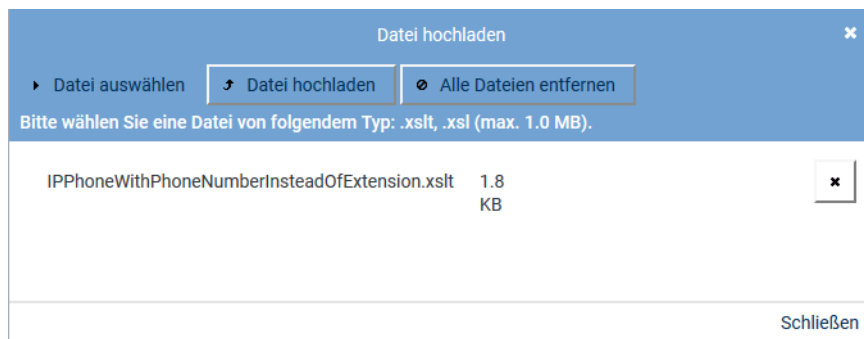 Datei hochladen
Datei auswählen Datei hochladen Alle Dateien entfernen
Bitte wählen Sie eine Datei von folgendem Typ: .xslt, .xsl (max. 1.0 MB).
IPPhoneWithPhoneNumberInsteadOfExtension.xslt 1.8
KB
Schließen